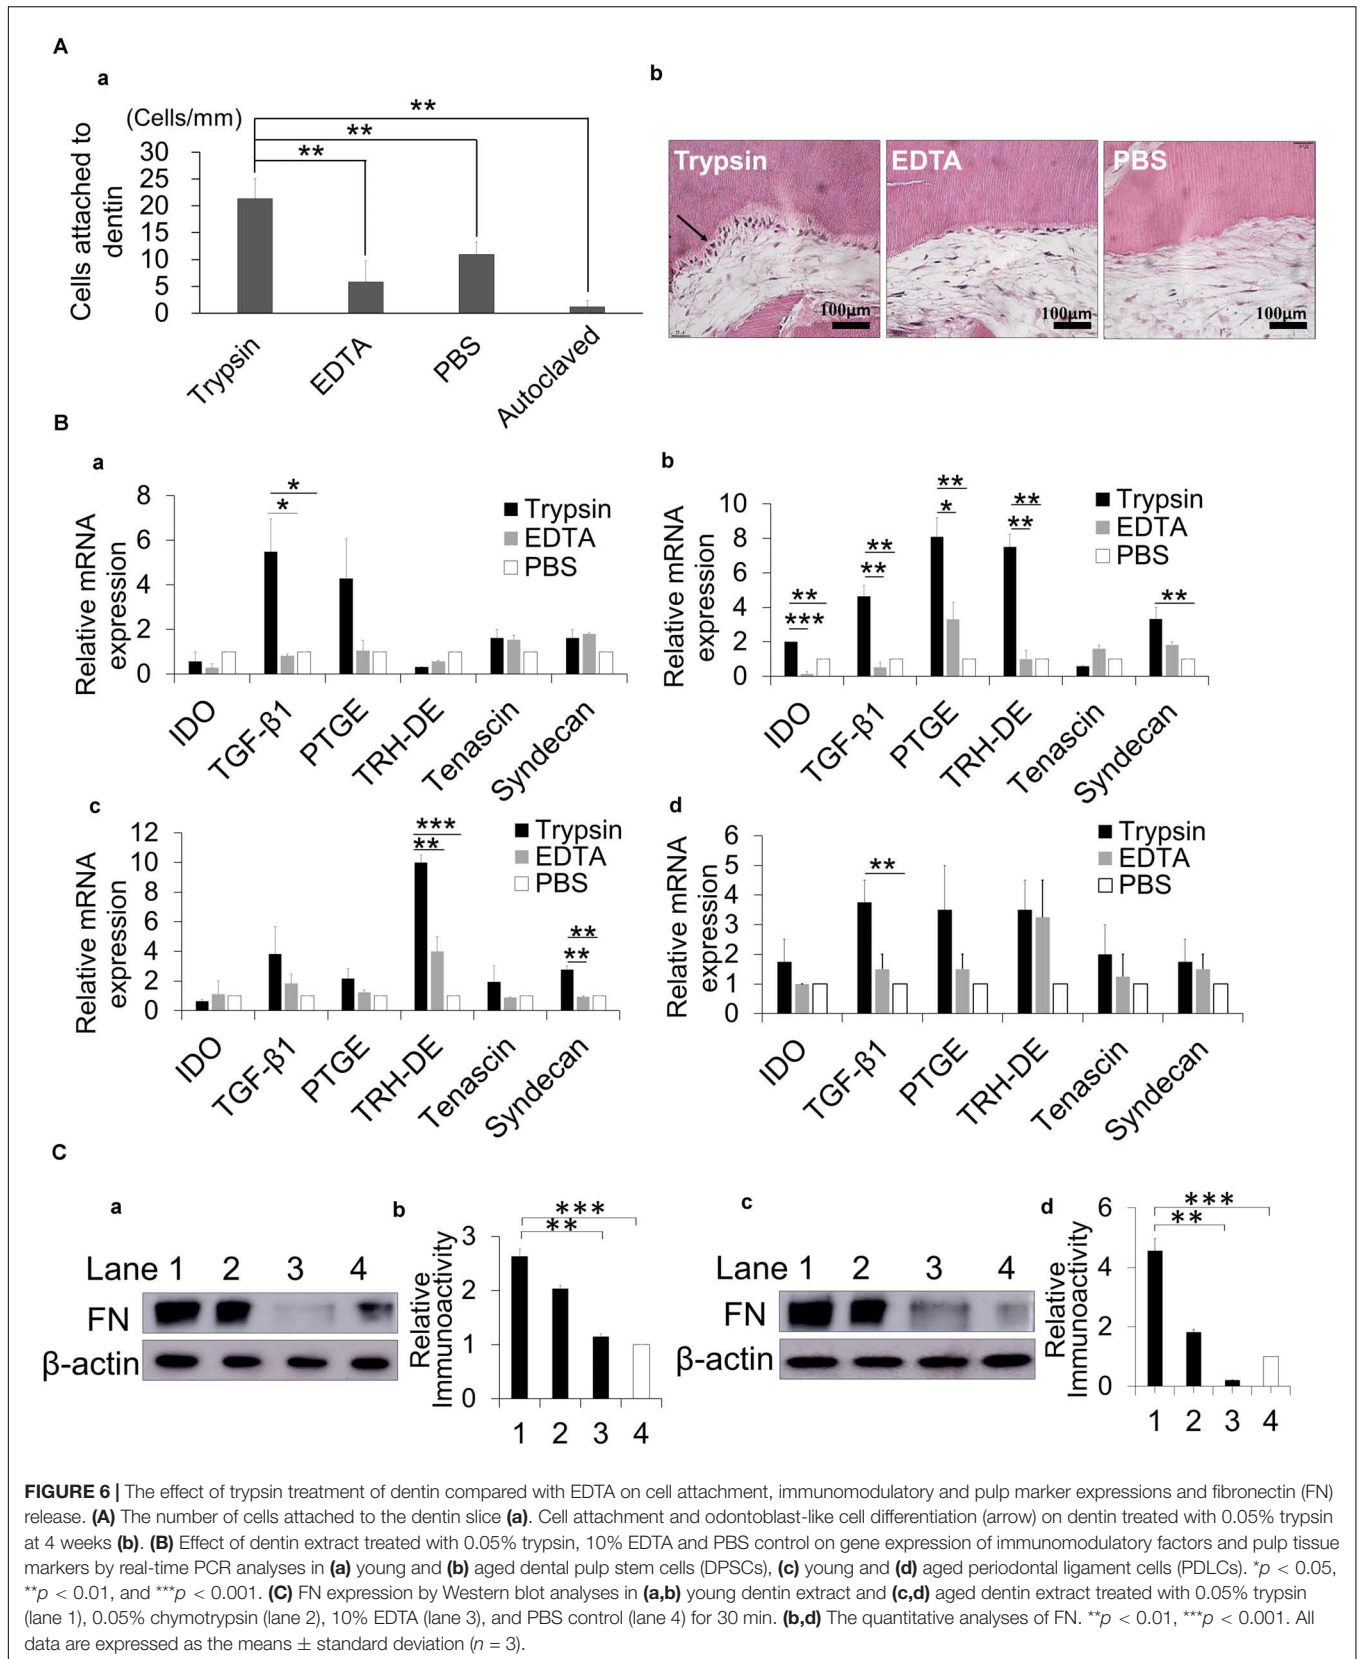 A
a
(Cells/mm)
**
**
**
Cells attached to
dentin
30
25
20
15
10
5
0
Trypsin
EDTA
PBS
Autoclaved
b
Trypsin
EDTA
PBS
100μm
100μm
100μm
B
a
Relative mRNA
expression
8
6
4
2
0
*
*
Trypsin
EDTA
PBS
IDO
TGF-β1
PTGE
TRH-DE
Tenascin
Syndecan
b
Relative mRNA
expression
10
8
6
4
2
0
**
***
**
**
**
*
**
**
**
Trypsin
EDTA
PBS
IDO
TGF-β1
PTGE
TRH-DE
Tenascin
Syndecan
c
Relative mRNA
expression
12
10
8
6
4
2
0
***
**
**
**
Trypsin
EDTA
PBS
IDO
TGF-β1
PTGE
TRH-DE
Tenascin
Syndecan
d
Relative mRNA
expression
6
5
4
3
2
1
0
**
Trypsin
EDTA
PBS
IDO
TGF-β1
PTGE
TRH-DE
Tenascin
Syndecan
C
a
Lane 1 2 3 4
FN
β-actin
b
Relative
Immunoactivity
3
2
1
0
***
**
1 2 3 4
c
Lane 1 2 3 4
FN
β-actin
d
Relative
Immunoactivity
6
4
2
0
***
**
1 2 3 4
FIGURE 6 | The effect of trypsin treatment of dentin compared with EDTA on cell attachment, immunomodulatory and pulp marker expressions and fibronectin (FN)
release. (A) The number of cells attached to the dentin slice (a). Cell attachment and odontoblast-like cell differentiation (arrow) on dentin treated with 0.05% trypsin
at 4 weeks (b). (B) Effect of dentin extract treated with 0.05% trypsin, 10% EDTA and PBS control on gene expression of immunomodulatory factors and pulp tissue
markers by real-time PCR analyses in (a) young and (b) aged dental pulp stem cells (DPSCs), (c) young and (d) aged periodontal ligament cells (PDLCs). *p < 0.05,
**p < 0.01, and ***p < 0.001. (C) FN expression by Western blot analyses in (a,b) young dentin extract and (c,d) aged dentin extract treated with 0.05% trypsin
(lane 1), 0.05% chymotrypsin (lane 2), 10% EDTA (lane 3), and PBS control (lane 4) for 30 min. (b,d) The quantitative analyses of FN. **p < 0.01, ***p < 0.001. All
data are expressed as the means ± standard deviation (n = 3).